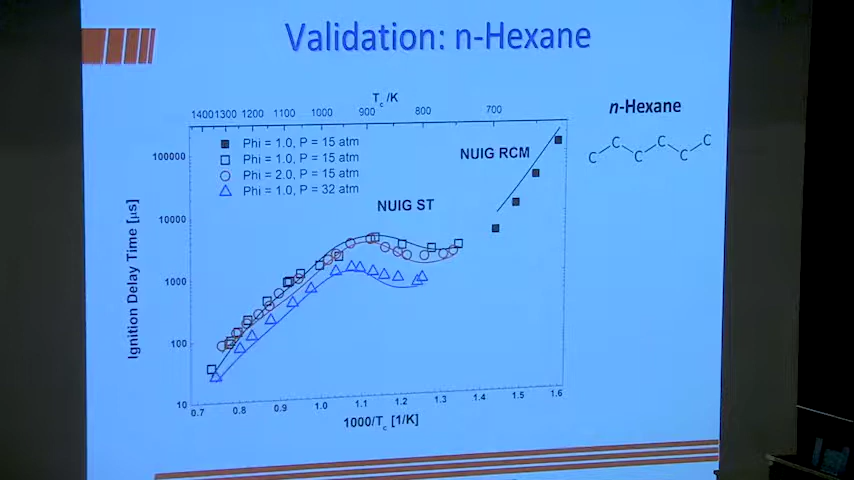 Validation: n-Hexane
T_c /K
1400 1300 1200 1100 1000 900 800 700
n-Hexane
C C C C C C
Phi = 1.0, P = 15 atm
Phi = 1.0, P = 15 atm
Phi = 2.0, P = 15 atm
Phi = 1.0, P = 32 atm
NUIG RCM
NUIG ST
Ignition Delay Time [µs]
100000
10000
1000
100
10
0.7 0.8 0.9 1.0 1.1 1.2 1.3 1.4 1.5 1.6
1000/T_c [1/K]